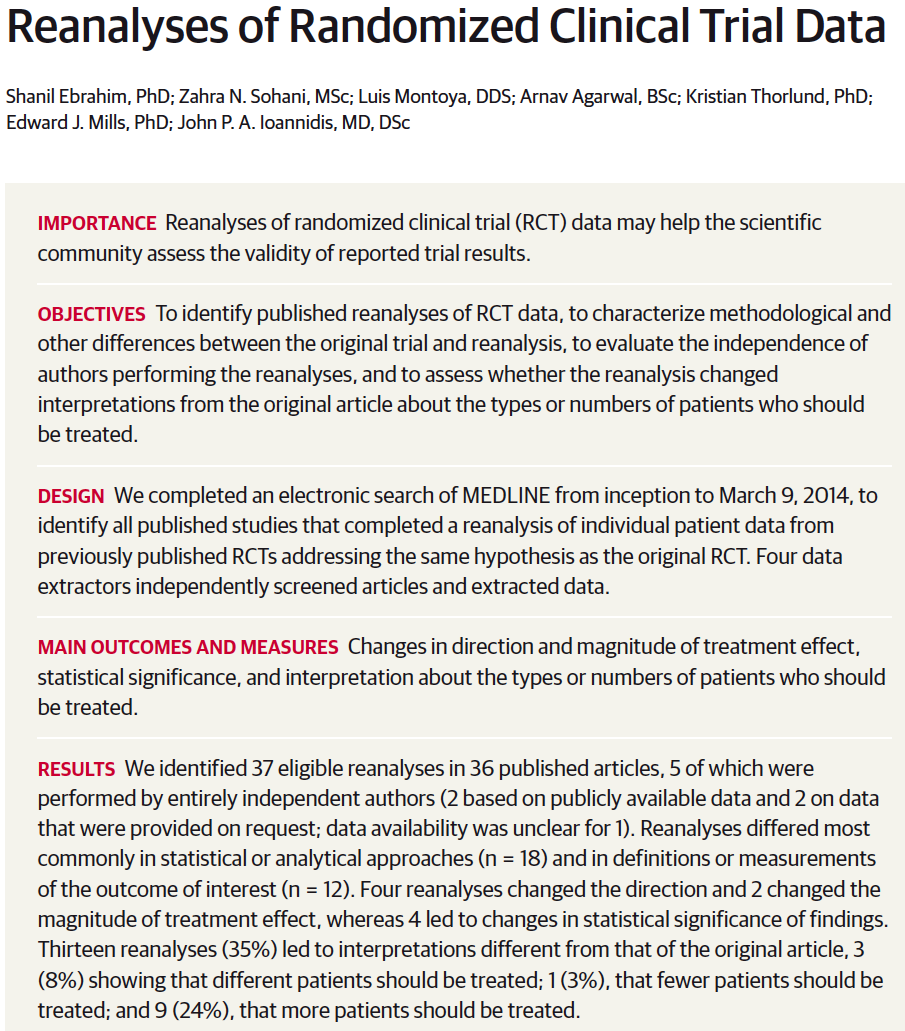 Reanalyses of Randomized Clinical Trial Data
Shanil Ebrahim, PhD; Zahra N. Sohani, MSc; Luis Montoya, DDS; Arnav Agarwal, BSc; Kristian Thorlund, PhD;
Edward J. Mills, PhD; John P. A. Ioannidis, MD, DSc
IMPORTANCE Reanalyses of randomized clinical trial (RCT) data may help the scientific
community assess the validity of reported trial results.
OBJECTIVES To identify published reanalyses of RCT data, to characterize methodological and
other differences between the original trial and reanalysis, to evaluate the independence of
authors performing the reanalyses, and to assess whether the reanalysis changed
interpretations from the original article about the types or numbers of patients who should
be treated.
DESIGN We completed an electronic search of MEDLINE from inception to March 9, 2014, to
identify all published studies that completed a reanalysis of individual patient data from
previously published RCTs addressing the same hypothesis as the original RCT. Four data
extractors independently screened articles and extracted data.
MAIN OUTCOMES AND MEASURES Changes in direction and magnitude of treatment effect,
statistical significance, and interpretation about the types or numbers of patients who should
be treated.
RESULTS We identified 37 eligible reanalyses in 36 published articles, 5 of which were
performed by entirely independent authors (2 based on publicly available data and 2 on data
that were provided on request; data availability was unclear for 1). Reanalyses differed most
commonly in statistical or analytical approaches (n = 18) and in definitions or measurements
of the outcome of interest (n = 12). Four reanalyses changed the direction and 2 changed the
magnitude of treatment effect, whereas 4 led to changes in statistical significance of findings.
Thirteen reanalyses (35%) led to interpretations different from that of the original article, 3
(8%) showing that different patients should be treated; 1 (3%), that fewer patients should be
treated; and 9 (24%), that more patients should be treated.